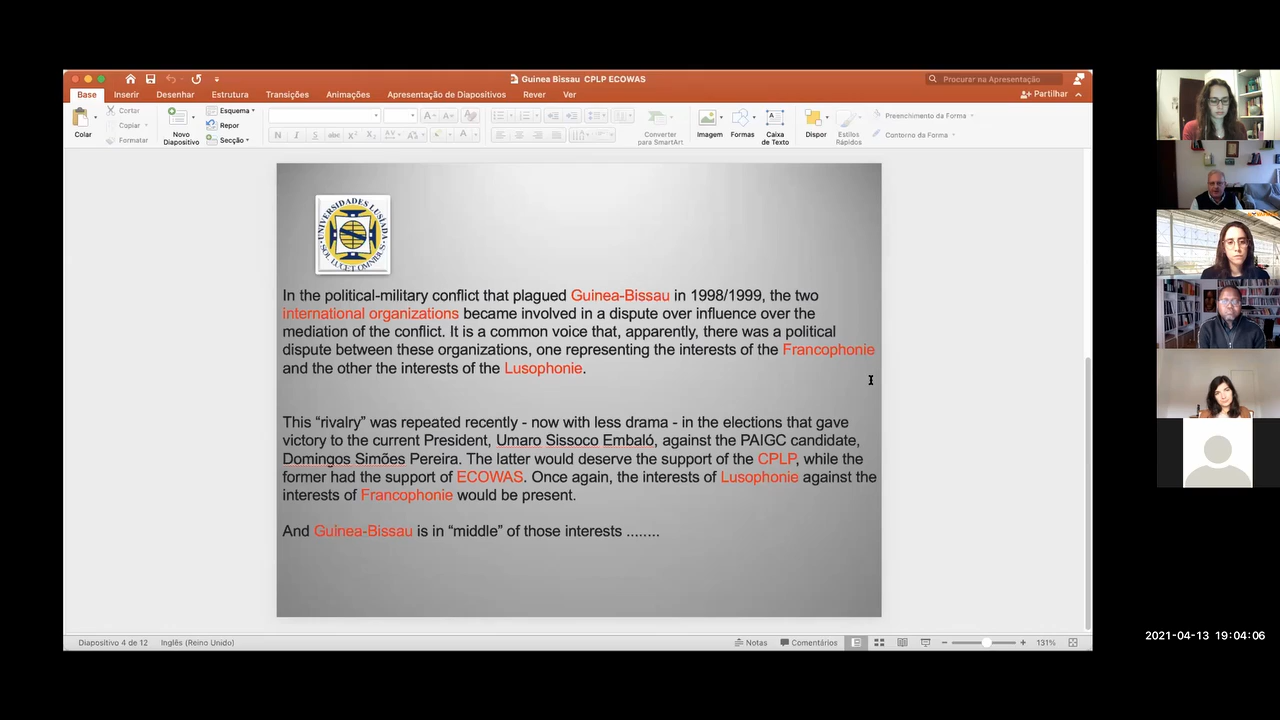 Guinea Bissau CPLP ECOWAS
Procurar na Apresentação
Base Inserir Desenhar Estrutura Transições Animações Apresentação de Diapositivos Rever Ver
Partilhar
Colar
Cortar
Copiar
Formatar
Novo
Diapositivo
Esquema
Repor
Secção
Converter
para SmartArt
Imagem
Formas
Caixa
de Texto
Dispor
Estilos
Rápidos
Preenchimento da Forma
Contorno da Forma
UNIVERSIDADES LUSÍADA
SOL LUCET OMNIBUS
In the political-military conflict that plagued Guinea-Bissau in 1998/1999, the two
international organizations became involved in a dispute over influence over the
mediation of the conflict. It is a common voice that, apparently, there was a political
dispute between these organizations, one representing the interests of the Francophonie
and the other the interests of the Lusophonie.
This “rivalry” was repeated recently - now with less drama - in the elections that gave
victory to the current President, Umaro Sissoco Embaló, against the PAIGC candidate,
Domingos Simões Pereira. The latter would deserve the support of the CPLP, while the
former had the support of ECOWAS. Once again, the interests of Lusophonie against the
interests of Francophonie would be present.
And Guinea-Bissau is in “middle” of those interests ........
Diapositivo 4 de 12 Inglês (Reino Unido)
Notas Comentários 131%
2021-04-13 19:04:06